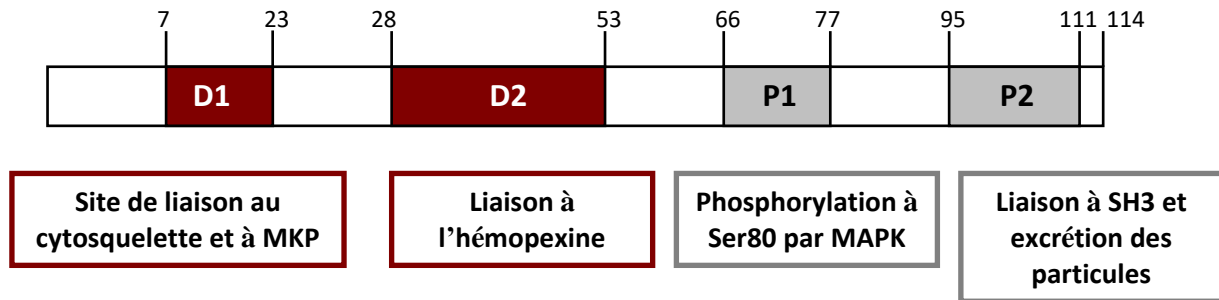 7 23 28 53 66 77 95 111 114
D1 D2 P1 P2
Site de liaison au
cytosquelette et à MKP
Liaison à
l'hémopexine
Phosphorylation à
Ser80 par MAPK
Liaison à SH3 et
excrétion des
particules